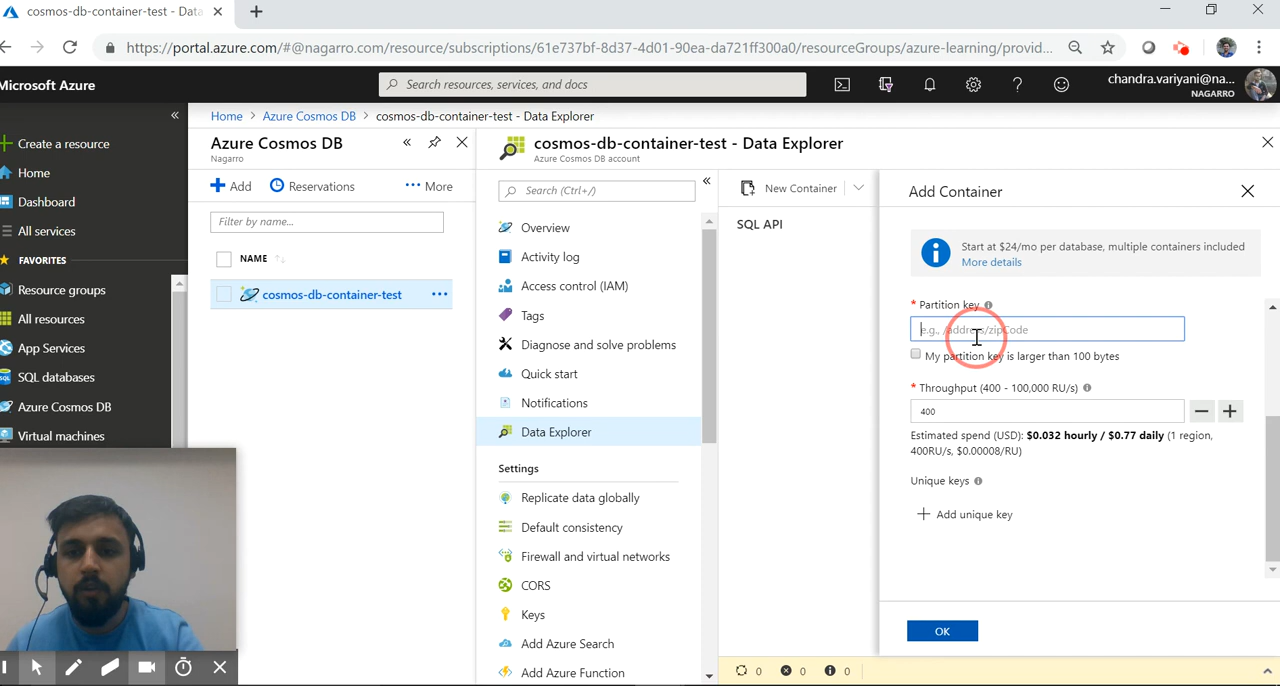 cosmos-db-container-test - Data
https://portal.azure.com/#@nagarro.com/resource/subscriptions/61e737bf-8d37-4d01-90ea-da721ff300a0/resourceGroups/azure-learning/provid...
Microsoft Azure
Search resources, services, and docs
chandra.variyani@na...
NAGARRO
Create a resource
Home
Dashboard
All services
FAVORITES
Resource groups
All resources
App Services
SQL databases
Azure Cosmos DB
Virtual machines
Home > Azure Cosmos DB > cosmos-db-container-test - Data Explorer
Azure Cosmos DB
Nagarro
Add
Reservations
More
Filter by name...
NAME
cosmos-db-container-test
cosmos-db-container-test - Data Explorer
Azure Cosmos DB account
Search (Ctrl+/)
Overview
Activity log
Access control (IAM)
Tags
Diagnose and solve problems
Quick start
Notifications
Data Explorer
Settings
Replicate data globally
Default consistency
Firewall and virtual networks
CORS
Keys
Add Azure Search
Add Azure Function
New Container
SQL API
Add Container
Start at $24/mo per database, multiple containers included
More details
* Partition key
e.g., /address/zipCode
My partition key is larger than 100 bytes
* Throughput (400 - 100,000 RU/s)
400
Estimated spend (USD): $0.032 hourly / $0.77 daily (1 region,
400RU/s, $0.00008/RU)
Unique keys
Add unique key
OK
0
0
0